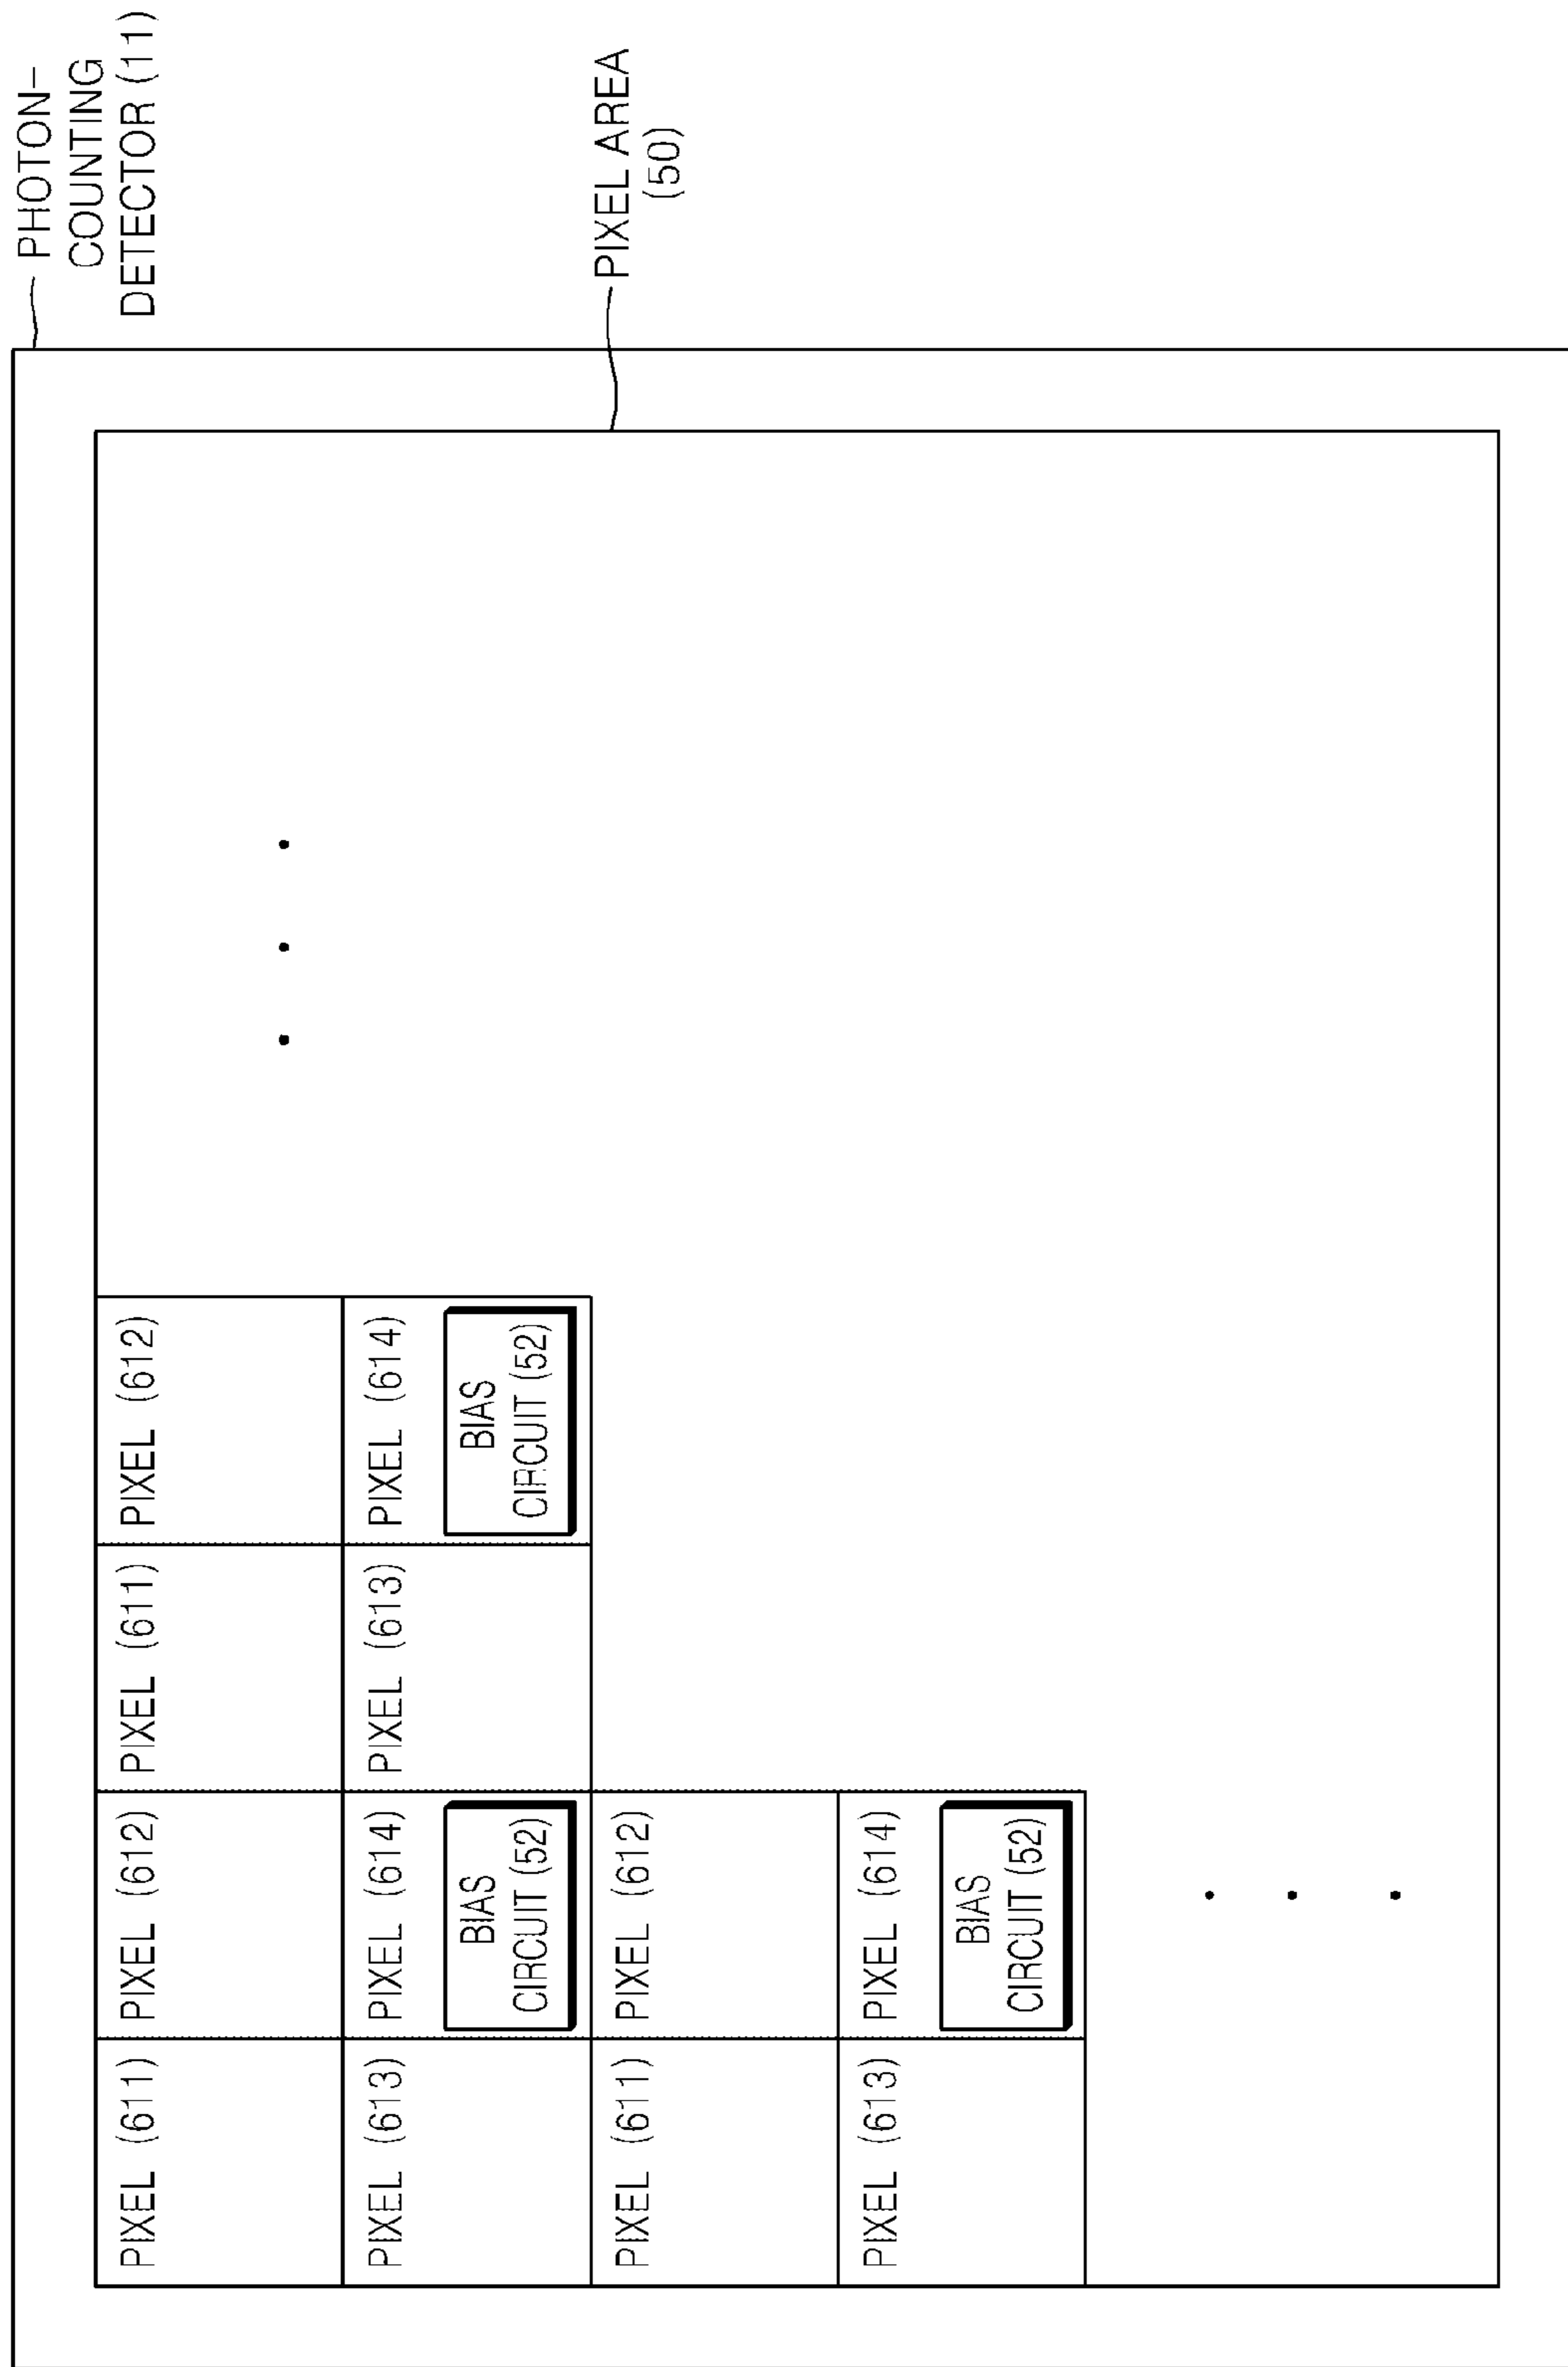 PHOTON-
COUNTING
DETECTOR (11)
PIXEL AREA
(50)
PIXEL (611)
PIXEL (612)
PIXEL (611)
PIXEL (612)
PIXEL (613)
PIXEL (614)
BIAS
CIRCUIT (52)
PIXEL (613)
PIXEL (614)
BIAS
CIRCUIT (52)
PIXEL (611)
PIXEL (612)
PIXEL (613)
PIXEL (614)
BIAS
CIRCUIT (52)